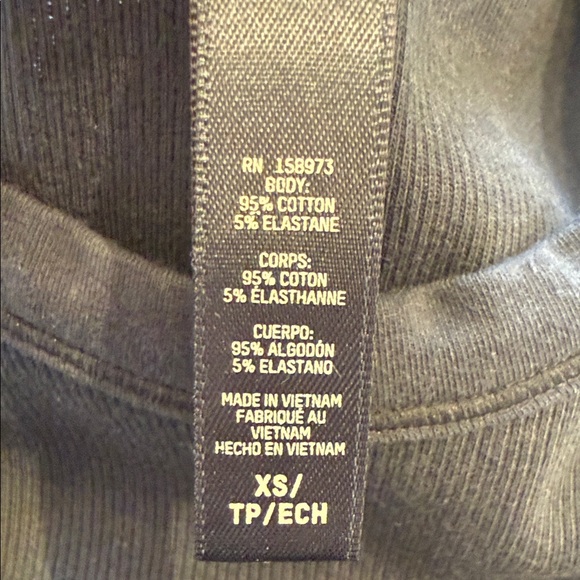 RN 158973
BODY:
95% COTTON
5% ELASTANE
CORPS:
95% COTON
5% ÉLASTHANNE
CUERPO:
95% ALGODÓN
5% ELASTANO
MADE IN VIETNAM
FABRIQUÉ AU
VIETNAM
HECHO EN VIETNAM
XS/
TP/ECH